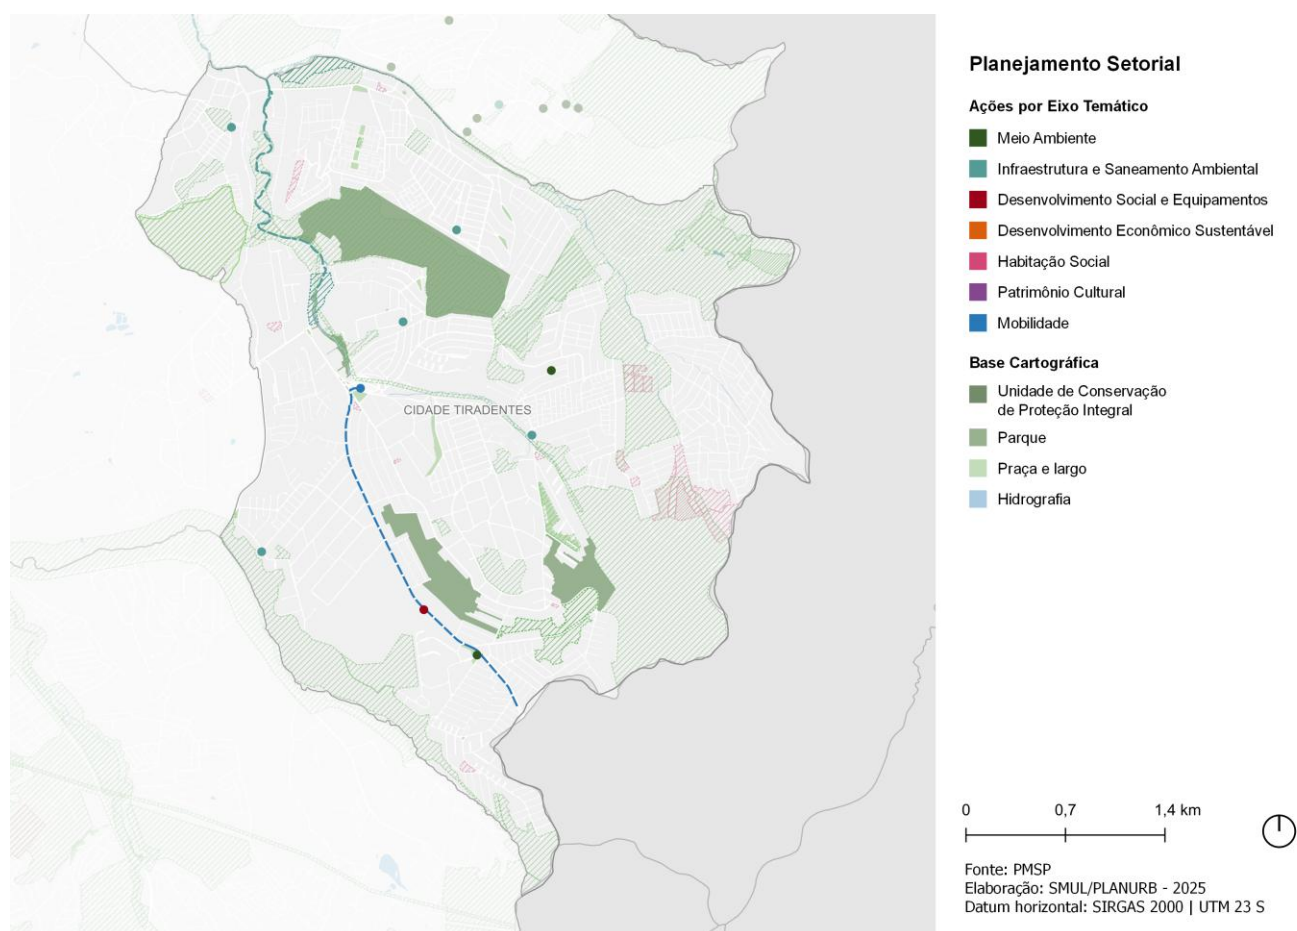 CIDADE TIRADENTES
Planejamento Setorial
Ações por Eixo Temático
Meio Ambiente
Infraestrutura e Saneamento Ambiental
Desenvolvimento Social e Equipamentos
Desenvolvimento Econômico Sustentável
Habitação Social
Patrimônio Cultural
Mobilidade
Base Cartográfica
Unidade de Conservação
de Proteção Integral
Parque
Praça e largo
Hidrografia
0 0,7 1,4 km
Fonte: PMSP
Elaboração: SMUL/PLANURB - 2025
Datum horizontal: SIRGAS 2000 | UTM 23 S